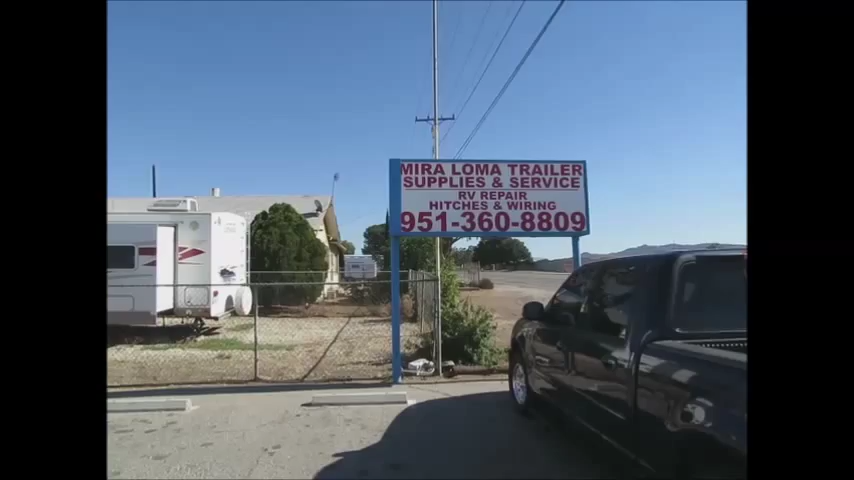 MIRA LOMA TRAILER
SUPPLIES & SERVICE
RV REPAIR
HITCHES & WIRING
951-360-8809